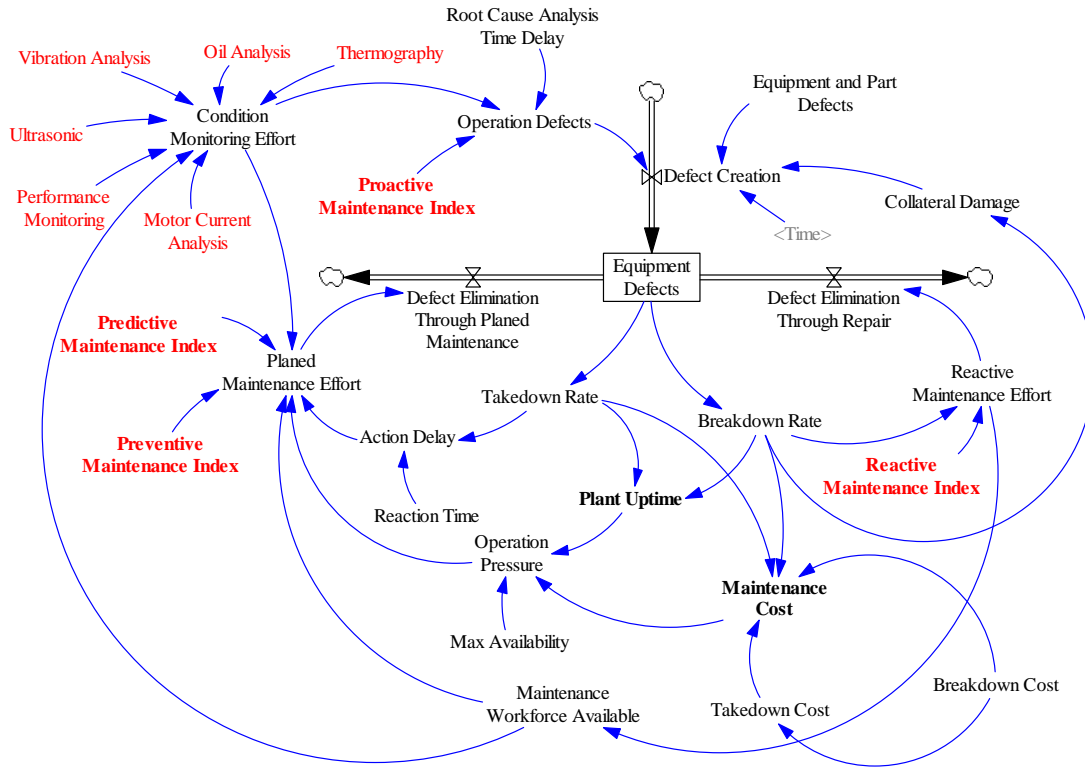 Root Cause Analysis
Time Delay
Vibration Analysis
Oil Analysis
Thermography
Equipment and Part
Defects
Condition
Monitoring Effort
Ultrasonic
Operation Defects
Defect Creation
Proactive
Maintenance Index
Performance
Monitoring
Motor Current
Analysis
Collateral Damage
<Time>
Equipment
Defects
Defect Elimination
Through Planed
Maintenance
Defect Elimination
Through Repair
Predictive
Maintenance Index
Planed
Maintenance Effort
Reactive
Maintenance Effort
Takedown Rate
Breakdown Rate
Preventive
Maintenance Index
Action Delay
Reactive
Maintenance Index
Plant Uptime
Reaction Time
Operation
Pressure
Maintenance
Cost
Max Availability
Maintenance
Workforce Available
Takedown Cost
Breakdown Cost